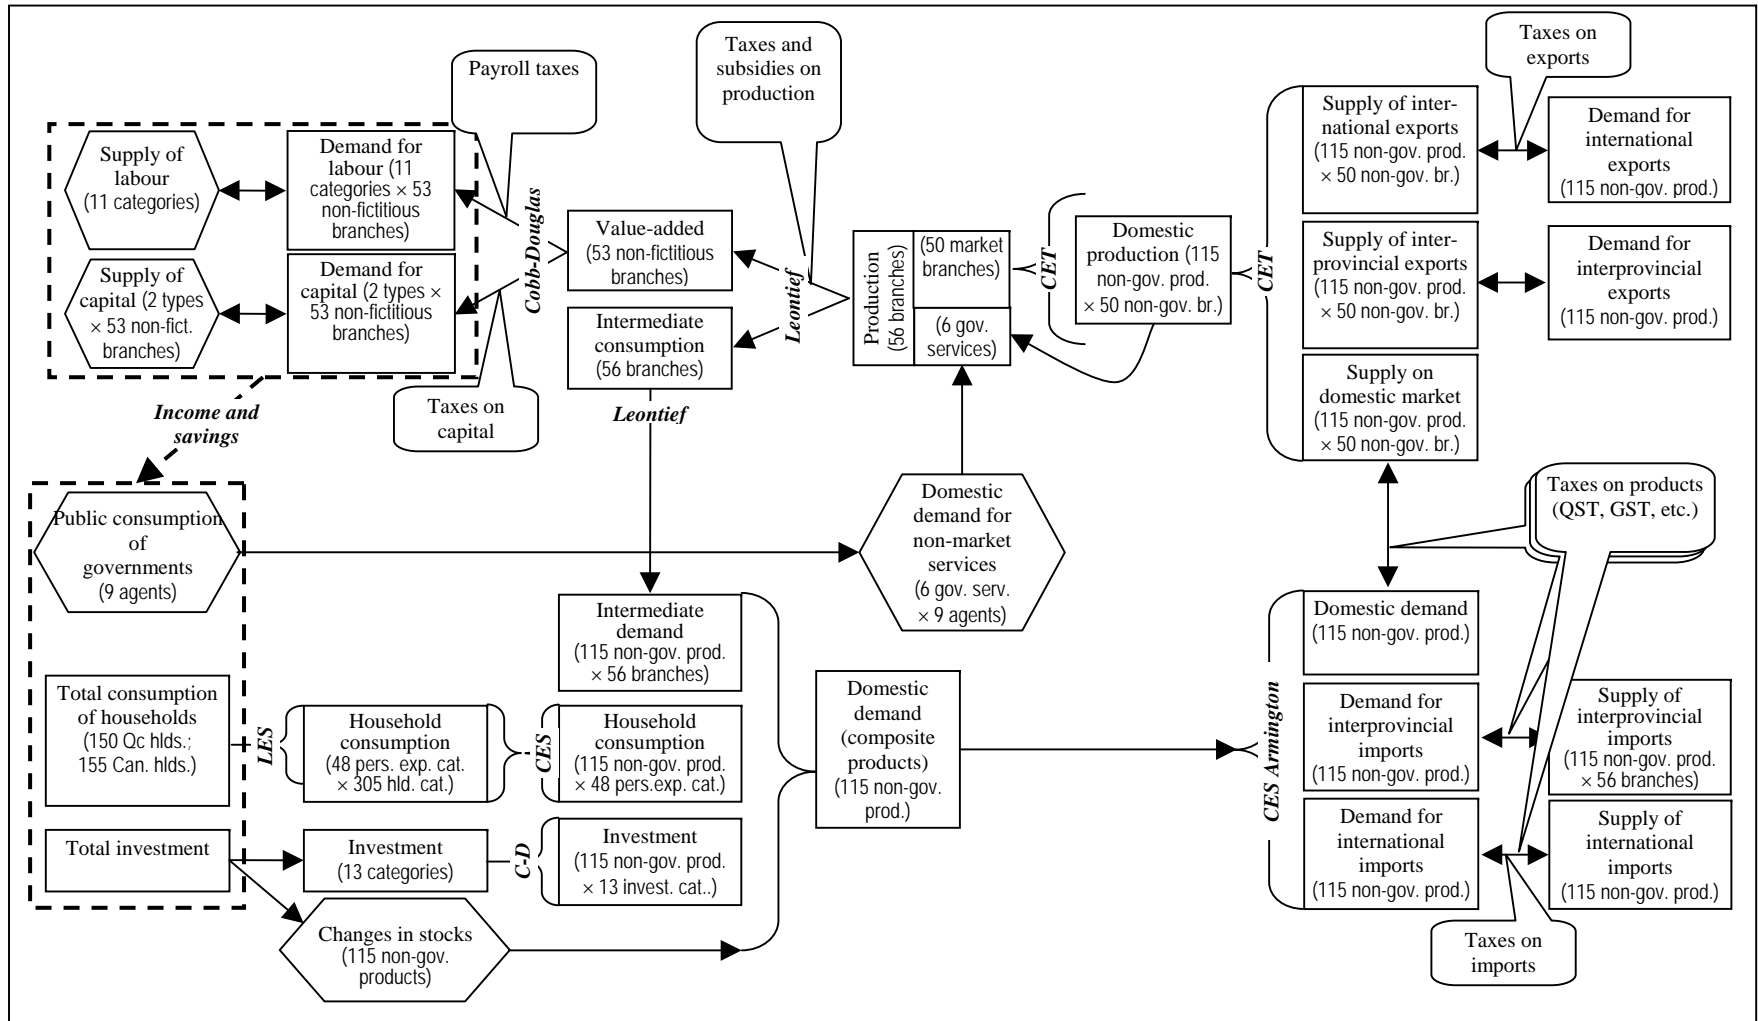 Payroll taxes
Taxes and
subsidies on
production
Taxes on
exports
Supply of
labour
(11 categories)
Demand for
labour (11
categories × 53
non-fictitious
branches)
Supply of
capital (2 types
× 53 non-fict.
branches)
Demand for
capital (2 types ×
53 non-fictitious
branches)
Cobb-Douglas
Value-added
(53 non-fictitious
branches)
Intermediate
consumption
(56 branches)
Leontief
Production
(56 branches)
(50 market
branches)
(6 gov.
services)
CET
Domestic
production (115
non-gov. prod.
× 50 non-gov. br.)
CET
Supply of inter-
national exports
(115 non-gov. prod.
× 50 non-gov. br.)
Demand for
international
exports
(115 non-gov. prod.)
Supply of inter-
provincial exports
(115 non-gov. prod.
× 50 non-gov. br.)
Demand for
interprovincial
exports
(115 non-gov. prod.)
Supply on
domestic market
(115 non-gov. prod.
× 50 non-gov. br.)
Taxes on
capital
Income and
savings
Leontief
Public consumption
of
governments
(9 agents)
Domestic
demand for
non-market
services
(6 gov. serv.
× 9 agents)
Taxes on products
(QST, GST, etc.)
Total consumption
of households
(150 Qc hlds.;
155 Can. hlds.)
LES
Household
consumption
(48 pers. exp. cat.
× 305 hld. cat.)
CES
Intermediate
demand
(115 non-gov. prod.
× 56 branches)
Household
consumption
(115 non-gov. prod.
× 48 pers.exp. cat.)
Total investment
Investment
(13 categories)
C-D
Investment
(115 non-gov. prod.
× 13 invest. cat..)
Changes in stocks
(115 non-gov.
products)
Domestic
demand
(composite
products)
(115 non-gov.
prod.)
CES Armington
Domestic demand
(115 non-gov. prod.)
Demand for
interprovincial
imports
(115 non-gov. prod.)
Supply of
interprovincial
imports
(115 non-gov. prod.
× 56 branches)
Demand for
international
imports
(115 non-gov. prod.)
Supply of
international
imports
(115 non-gov. prod.)
Taxes on
imports